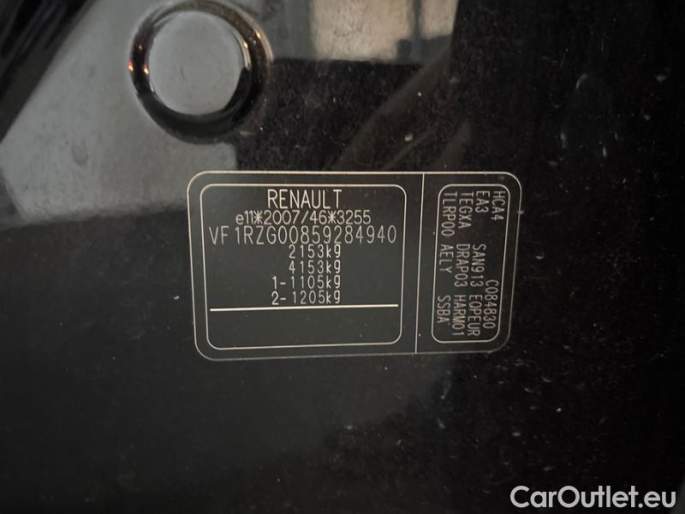 RENAULT
e11*2007/46*3255
VF1RZG00859284940
2153kg
4153kg
1-1105kg
2-1205kg
HCA4 C084830
EA3 SAN913 EQPEUR
TEGXA DRAP03 HARM01
TLRP00 AELY SSBA
CarOutlet.eu